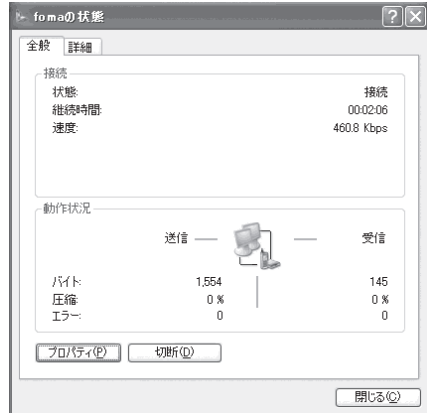 fomaの状態
全般 詳細
接続
状態: 接続
継続時間: 00:02:06
速度: 460.8 Kbps
動作状況
送信 受信
バイト: 1,554 145
圧縮: 0 % 0 %
エラー: 0 0
プロパティ(P) 切断(D)
閉じる(C)